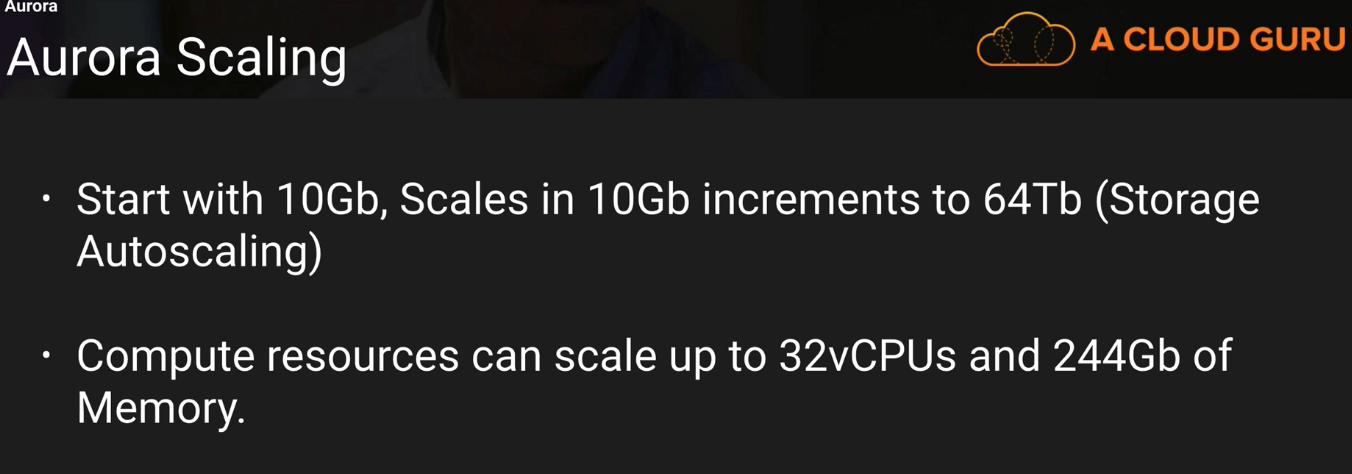 Aurora
Aurora Scaling
A CLOUD GURU
• Start with 10Gb, Scales in 10Gb increments to 64Tb (Storage
Autoscaling)
• Compute resources can scale up to 32vCPUs and 244Gb of
Memory.